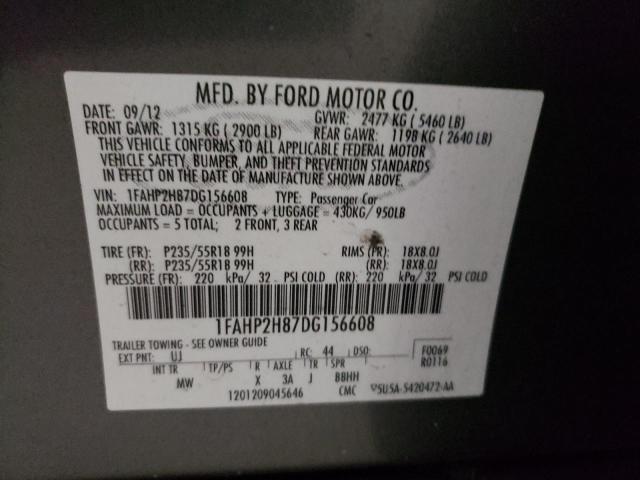 MFD. BY FORD MOTOR CO.
DATE: 09/12 GVWR: 2477 KG ( 5460 LB)
FRONT GAWR: 1315 KG ( 2900 LB) REAR GAWR: 1198 KG ( 2640 LB)
THIS VEHICLE CONFORMS TO ALL APPLICABLE FEDERAL MOTOR
VEHICLE SAFETY, BUMPER, AND THEFT PREVENTION STANDARDS
IN EFFECT ON THE DATE OF MANUFACTURE SHOWN ABOVE.
VIN: 1FAHP2H87DG156608 TYPE: Passenger Car
MAXIMUM LOAD = OCCUPANTS + LUGGAGE = 430KG/ 950LB
OCCUPANTS = 5 TOTAL; 2 FRONT, 3 REAR
TIRE (FR): P235/55R18 99H RIMS (FR): 18X8.0J
(RR): P235/55R18 99H (RR): 18X8.0J
PRESSURE (FR): 220 kPa/ 32 PSI COLD (RR): 220 kPa/ 32 PSI COLD
1FAHP2H87DG156608
TRAILER TOWING - SEE OWNER GUIDE
EXT PNT: UJ RC: 44 DSO: F0069
R0116
INT TR TP/PS R AXLE TR SPR
MW X 3A J BBHH
1201209045646 CMC 5U5A-5420472-AA